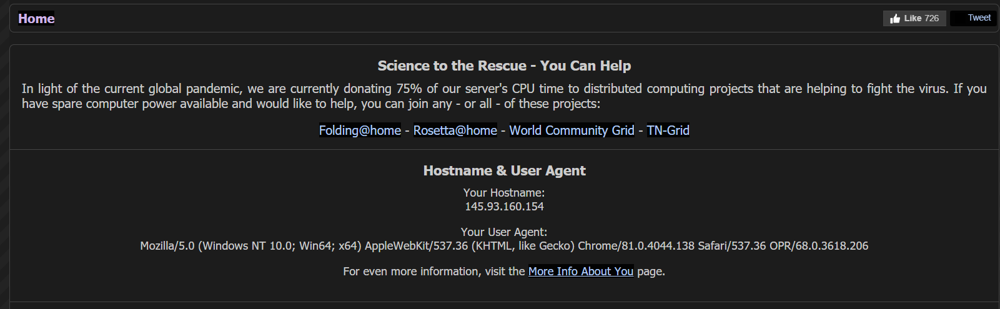 Home
Like 726
Tweet
Science to the Rescue - You Can Help
In light of the current global pandemic, we are currently donating 75% of our server's CPU time to distributed computing projects that are helping to fight the virus. If you
have spare computer power available and would like to help, you can join any - or all - of these projects:
Folding@home - Rosetta@home - World Community Grid - TN-Grid
Hostname & User Agent
Your Hostname:
145.93.160.154
Your User Agent:
Mozilla/5.0 (Windows NT 10.0; Win64; x64) AppleWebKit/537.36 (KHTML, like Gecko) Chrome/81.0.4044.138 Safari/537.36 OPR/68.0.3618.206
For even more information, visit the More Info About You page.